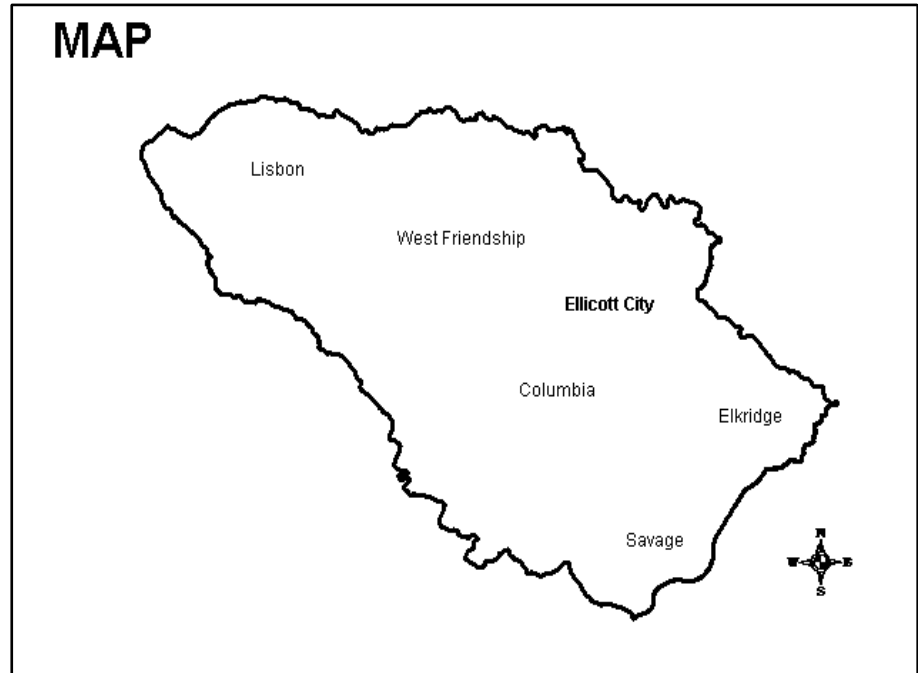 MAP
Lisbon
West Friendship
Ellicott City
Columbia
Elkridge
Savage
N
W E
S